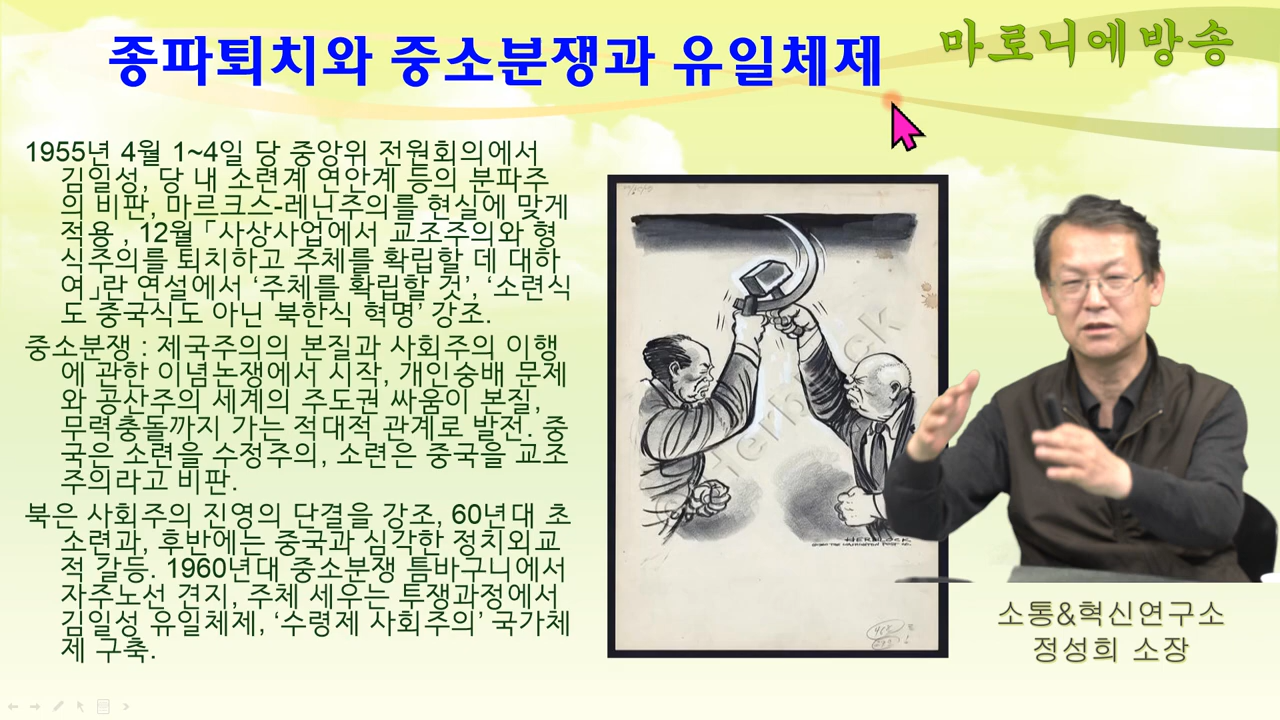 종파퇴치와 중소분쟁과 유일체제
마로니에방송
1955년 4월 1~4일 당 중앙위 전원회의에서
김일성, 당 내 소련계 연안계 등의 분파주
의 비판, 마르크스-레닌주의를 현실에 맞게
적용 , 12월 「사상사업에서 교조주의와 형
식주의를 퇴치하고 주체를 확립할 데 대하
여」란 연설에서 ‘주체를 확립할 것’, ‘소련식
도 중국식도 아닌 북한식 혁명’ 강조.
중소분쟁 : 제국주의의 본질과 사회주의 이행
에 관한 이념논쟁에서 시작, 개인숭배 문제
와 공산주의 세계의 주도권 싸움이 본질,
무력충돌까지 가는 적대적 관계로 발전. 중
국은 소련을 수정주의, 소련은 중국을 교조
주의라고 비판.
북은 사회주의 진영의 단결을 강조, 60년대 초
소련과, 후반에는 중국과 심각한 정치외교
적 갈등. 1960년대 중소분쟁 틈바구니에서
자주노선 견지, 주체 세우는 투쟁과정에서
김일성 유일체제, ‘수령제 사회주의’ 국가체
제 구축.
Herblock
HERBLOCK
소통&혁신연구소
정성희 소장